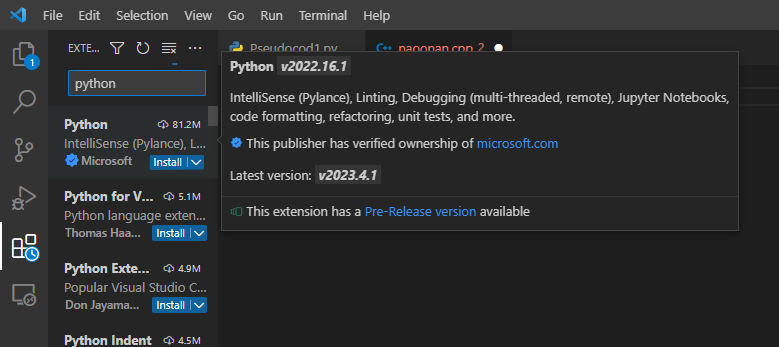 File Edit Selection View Go Run Terminal Help
EXTE...
Pseudocod1.py
naoopan.cpp 2
1
python
Python 81.2M
IntelliSense (Pylance), L...
Microsoft Install
Python for V... 5.1M
Python language exten...
Thomas Haa... Install
Python Exte... 4.9M
Popular Visual Studio C...
Don Jayama... Install
Python Indent 4.5M
Python v2022.16.1
IntelliSense (Pylance), Linting, Debugging (multi-threaded, remote), Jupyter Notebooks,
code formatting, refactoring, unit tests, and more.
This publisher has verified ownership of microsoft.com
Latest version: v2023.4.1
This extension has a Pre-Release version available